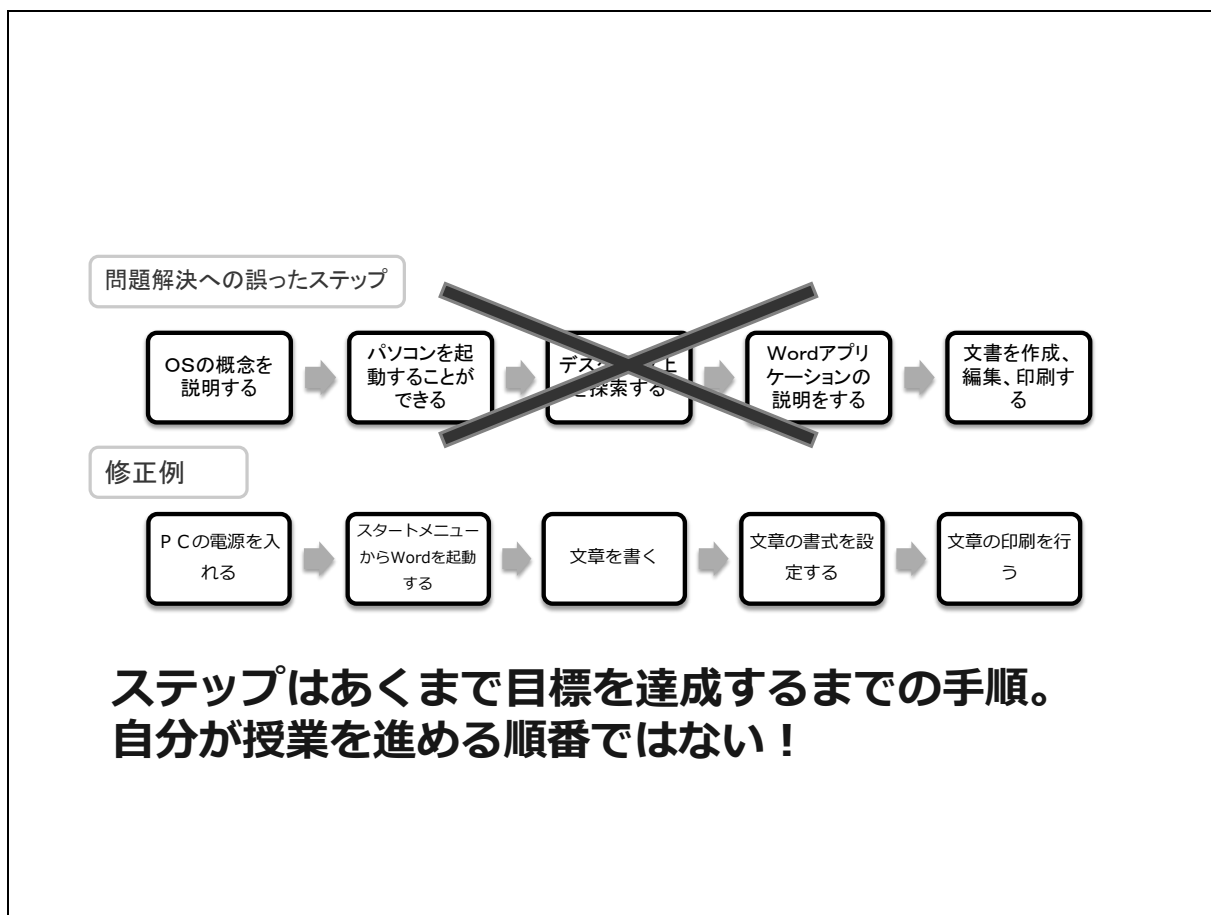 問題解決への誤ったステップ
OSの概念を
説明する
パソコンを起
動することが
できる
デス
探索する
Wordアプリ
ケーションの
説明をする
文書を作成、
編集、印刷す
る
修正例
ＰＣの電源を入
れる
スタートメニュー
からWordを起動
する
文章を書く
文章の書式を設
定する
文章の印刷を行
う
ステップはあくまで目標を達成するまでの手順。
自分が授業を進める順番ではない！